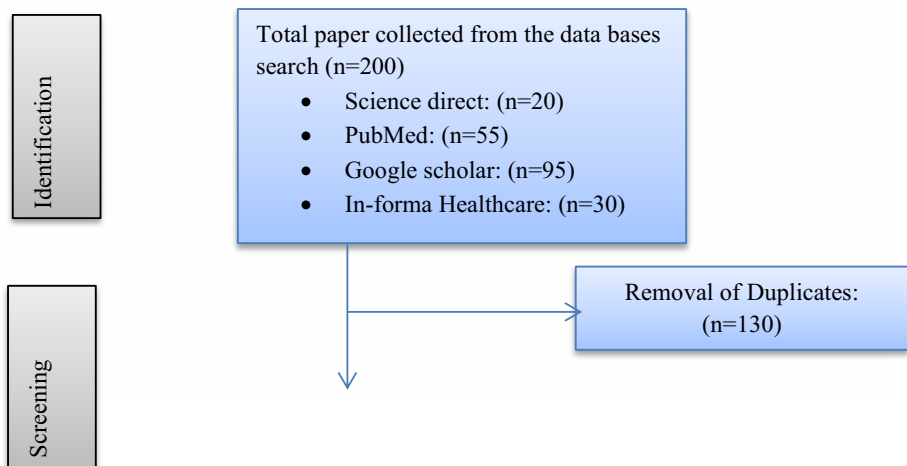 Identification
Total paper collected from the data bases
search (n=200)
• Science direct: (n=20)
• PubMed: (n=55)
• Google scholar: (n=95)
• In-forma Healthcare: (n=30)
Removal of Duplicates:
(n=130)
Screening